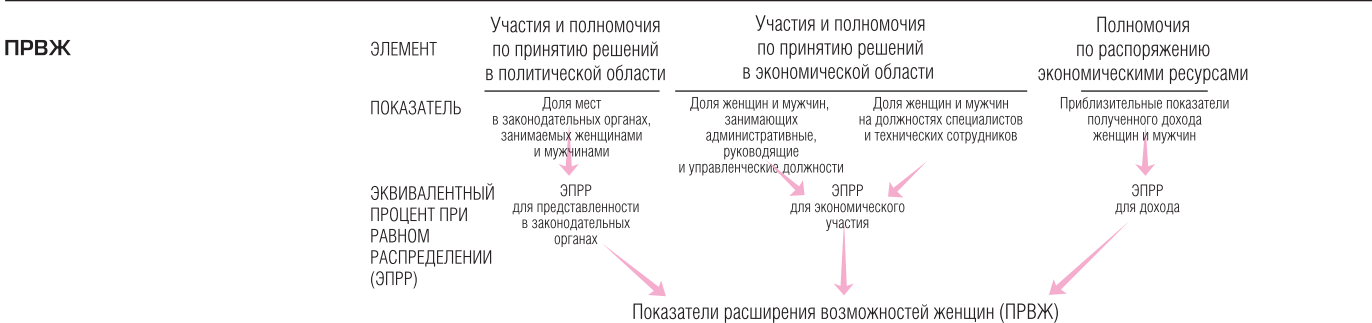 ПРВЖ
ЭЛЕМЕНТ
Участия и полномочия
по принятию решений
в политической области
Участия и полномочия
по принятию решений
в экономической области
Полномочия
по распоряжению
экономическими ресурсами
ПОКАЗАТЕЛЬ
Доля мест
в законодательных органах,
занимаемых женщинами
и мужчинами
Доля женщин и мужчин,
занимающих
административные,
руководящие
и управленческие должности
Доля женщин и мужчин
на должностях специалистов
и технических сотрудников
Приблизительные показатели
полученного дохода
женщин и мужчин
ЭКВИВАЛЕНТНЫЙ
ПРОЦЕНТ ПРИ
РАВНОМ
РАСПРЕДЕЛЕНИИ
(ЭПРР)
ЭПРР
для представленности
в законодательных
органах
ЭПРР
для экономического
участия
ЭПРР
для дохода
Показатели расширения возможностей женщин (ПРВЖ)